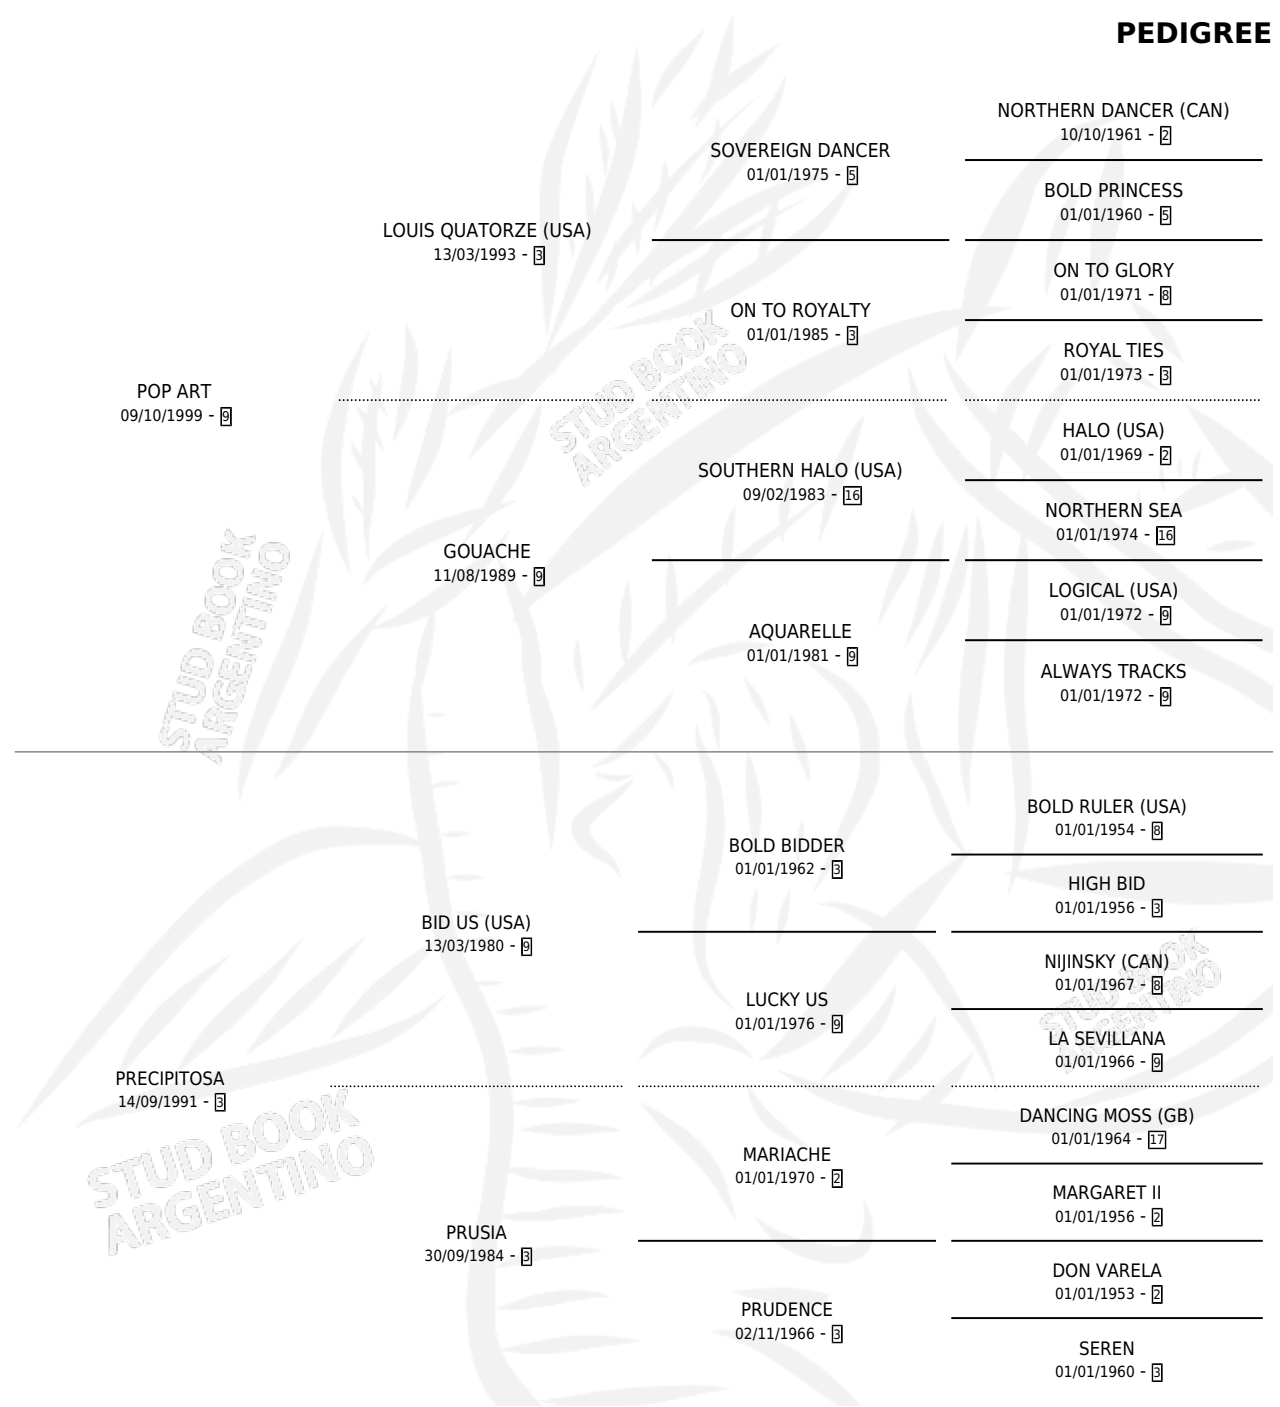 PEDIGREE
NORTHERN DANCER (CAN)
10/10/1961 - 2
SOVEREIGN DANCER
01/01/1975 - 5
BOLD PRINCESS
01/01/1960 - 5
LOUIS QUATORZE (USA)
13/03/1993 - 3
ON TO GLORY
01/01/1971 - 8
ON TO ROYALTY
01/01/1985 - 3
ROYAL TIES
01/01/1973 - 3
POP ART
09/10/1999 - 9
HALO (USA)
01/01/1969 - 2
SOUTHERN HALO (USA)
09/02/1983 - 16
NORTHERN SEA
01/01/1974 - 16
GOUACHE
11/08/1989 - 9
LOGICAL (USA)
01/01/1972 - 9
AQUARELLE
01/01/1981 - 9
ALWAYS TRACKS
01/01/1972 - 9
BOLD RULER (USA)
01/01/1954 - 8
BOLD BIDDER
01/01/1962 - 3
HIGH BID
01/01/1956 - 3
BID US (USA)
13/03/1980 - 9
NIJINSKY (CAN)
01/01/1967 - 8
LUCKY US
01/01/1976 - 9
LA SEVILLANA
01/01/1966 - 9
PRECIPITOSA
14/09/1991 - 3
DANCING MOSS (GB)
01/01/1964 - 17
MARIACHE
01/01/1970 - 2
MARGARET II
01/01/1956 - 2
PRUSIA
30/09/1984 - 3
DON VARELA
01/01/1953 - 2
PRUDENCE
02/11/1966 - 3
SEREN
01/01/1960 - 3
STUD BOOK
ARGENTINO
STUD BOOK
ARGENTINO
STUD BOOK
ARGENTINO
STUD BOOK
ARGENTINO